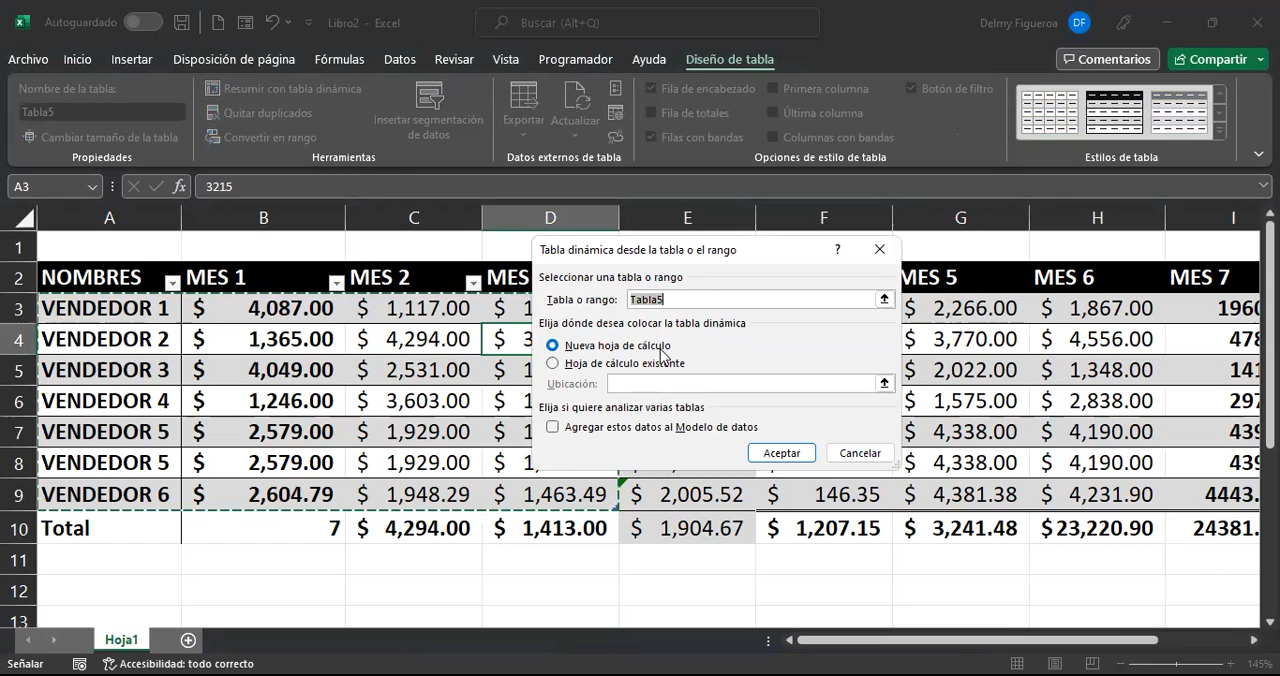 Autoguardado Libro2 - Excel Buscar (Alt+Q) Delmy Figueroa DF
Archivo Inicio Insertar Disposición de página Fórmulas Datos Revisar Vista Programador Ayuda Diseño de tabla Comentarios Compartir
Nombre de la tabla:
Tabla5
Cambiar tamaño de la tabla
Propiedades
Resumir con tabla dinámica
Quitar duplicados
Convertir en rango
Insertar segmentación
de datos
Herramientas
Exportar Actualizar
Datos externos de tabla
Fila de encabezado Primera columna Botón de filtro
Fila de totales Última columna
Filas con bandas Columnas con bandas
Opciones de estilo de tabla
Estilos de tabla
A3 fx 3215
A B C D E F G H I
1
2 NOMBRES MES 1 MES 2 MES MES 5 MES 6 MES 7
3 VENDEDOR 1 $ 4,087.00 $ 1,117.00 $ 1 $ 2,266.00 $ 1,867.00 1960
4 VENDEDOR 2 $ 1,365.00 $ 4,294.00 $ 3 $ 3,770.00 $ 4,556.00 478
5 VENDEDOR 3 $ 4,049.00 $ 2,531.00 $ 1 $ 2,022.00 $ 1,348.00 141
6 VENDEDOR 4 $ 1,246.00 $ 3,603.00 $ 1 $ 1,575.00 $ 2,838.00 297
7 VENDEDOR 5 $ 2,579.00 $ 1,929.00 $ 1 $ 4,338.00 $ 4,190.00 439
8 VENDEDOR 5 $ 2,579.00 $ 1,929.00 $ $ 4,338.00 $ 4,190.00 439
9 VENDEDOR 6 $ 2,604.79 $ 1,948.29 $ 1,463.49 $ 2,005.52 $ 146.35 $ 4,381.38 $ 4,231.90 4443.
10 Total 7 $ 4,294.00 $ 1,413.00 $ 1,904.67 $ 1,207.15 $ 3,241.48 $ 23,220.90 24381.
11
12
13
Tabla dinámica desde la tabla o el rango ?
Seleccionar una tabla o rango
Tabla o rango: Tabla5
Elija dónde desea colocar la tabla dinámica
Nueva hoja de cálculo
Hoja de cálculo existente
Ubicación:
Elija si quiere analizar varias tablas
Agregar estos datos al Modelo de datos
Aceptar Cancelar
Hoja1
Señalar Accesibilidad: todo correcto 145%